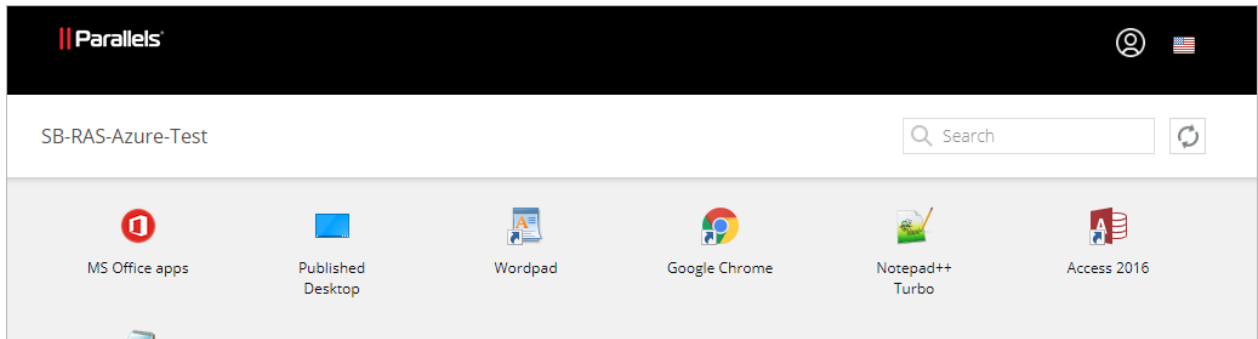 Parallels
SB-RAS-Azure-Test
Search
MS Office apps
Published
Desktop
Wordpad
Google Chrome
Notepad++
Turbo
Access 2016